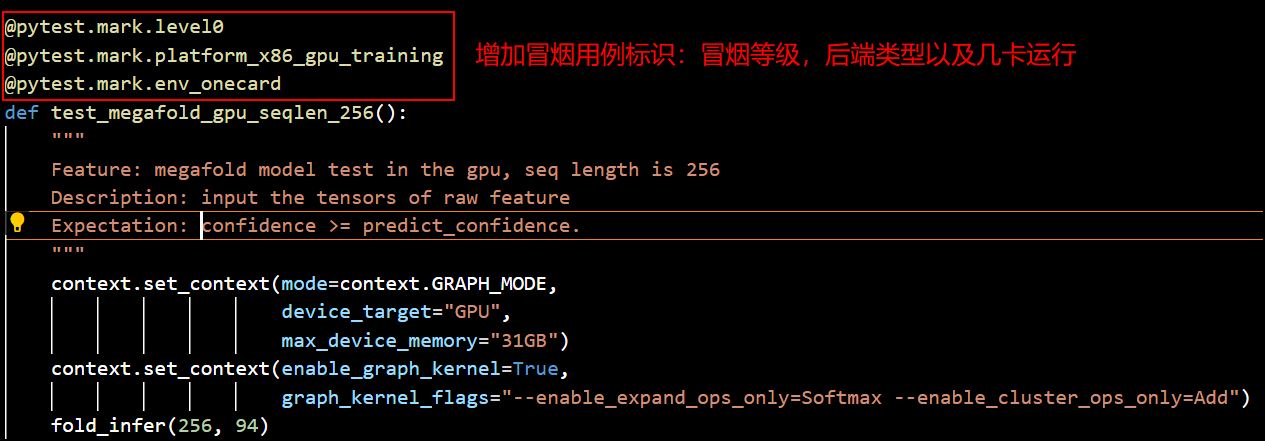 @pytest.mark.level0
@pytest.mark.platform_x86_gpu_training
增加冒烟用例标识：冒烟等级，后端类型以及几卡运行
@pytest.mark.env_onecard
def test_megafold_gpu_seqlen_256():
"""
Feature: megafold model test in the gpu, seq length is 256
Description: input the tensors of raw feature
Expectation: confidence >= predict_confidence.
"""
context.set_context(mode=context.GRAPH_MODE,
device_target="GPU",
max_device_memory="31GB")
context.set_context(enable_graph_kernel=True,
graph_kernel_flags="--enable_expand_ops_only=Softmax --enable_cluster_ops_only=Add")
fold_infer(256, 94)